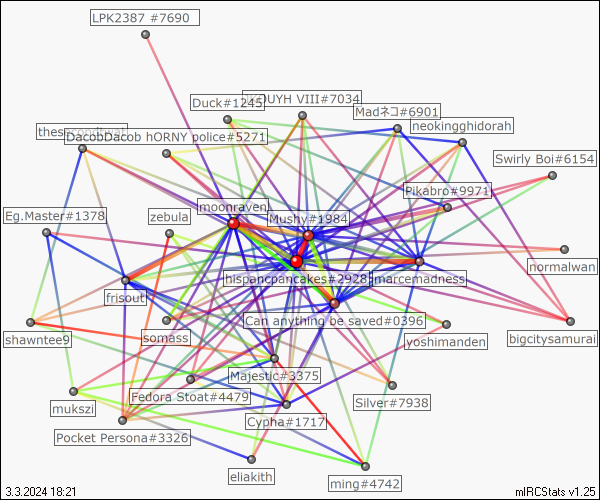 LPK2387 #7690
Duck#1245
OUYH VIII#7034
Madネコ#6901
neokingghidorah
DacobDacob hORNY police#5271
Swirly Boi#6154
Pikabro#9971
Eg.Master#1378
zebula
moonraven
Mushy#1984
normalwan
hispancpancakes#2928
marcemadness
frisout
Can anything be saved#0396
shawntee9
somass
yoshimanden
bigcitysamurai
Majestic#3375
Fedora Stoat#4479
Silver#7938
mukszi
Cypha#1717
Pocket Persona#3326
eliakith
ming#4742
3.3.2024 18:21
mIRCStats v1.25